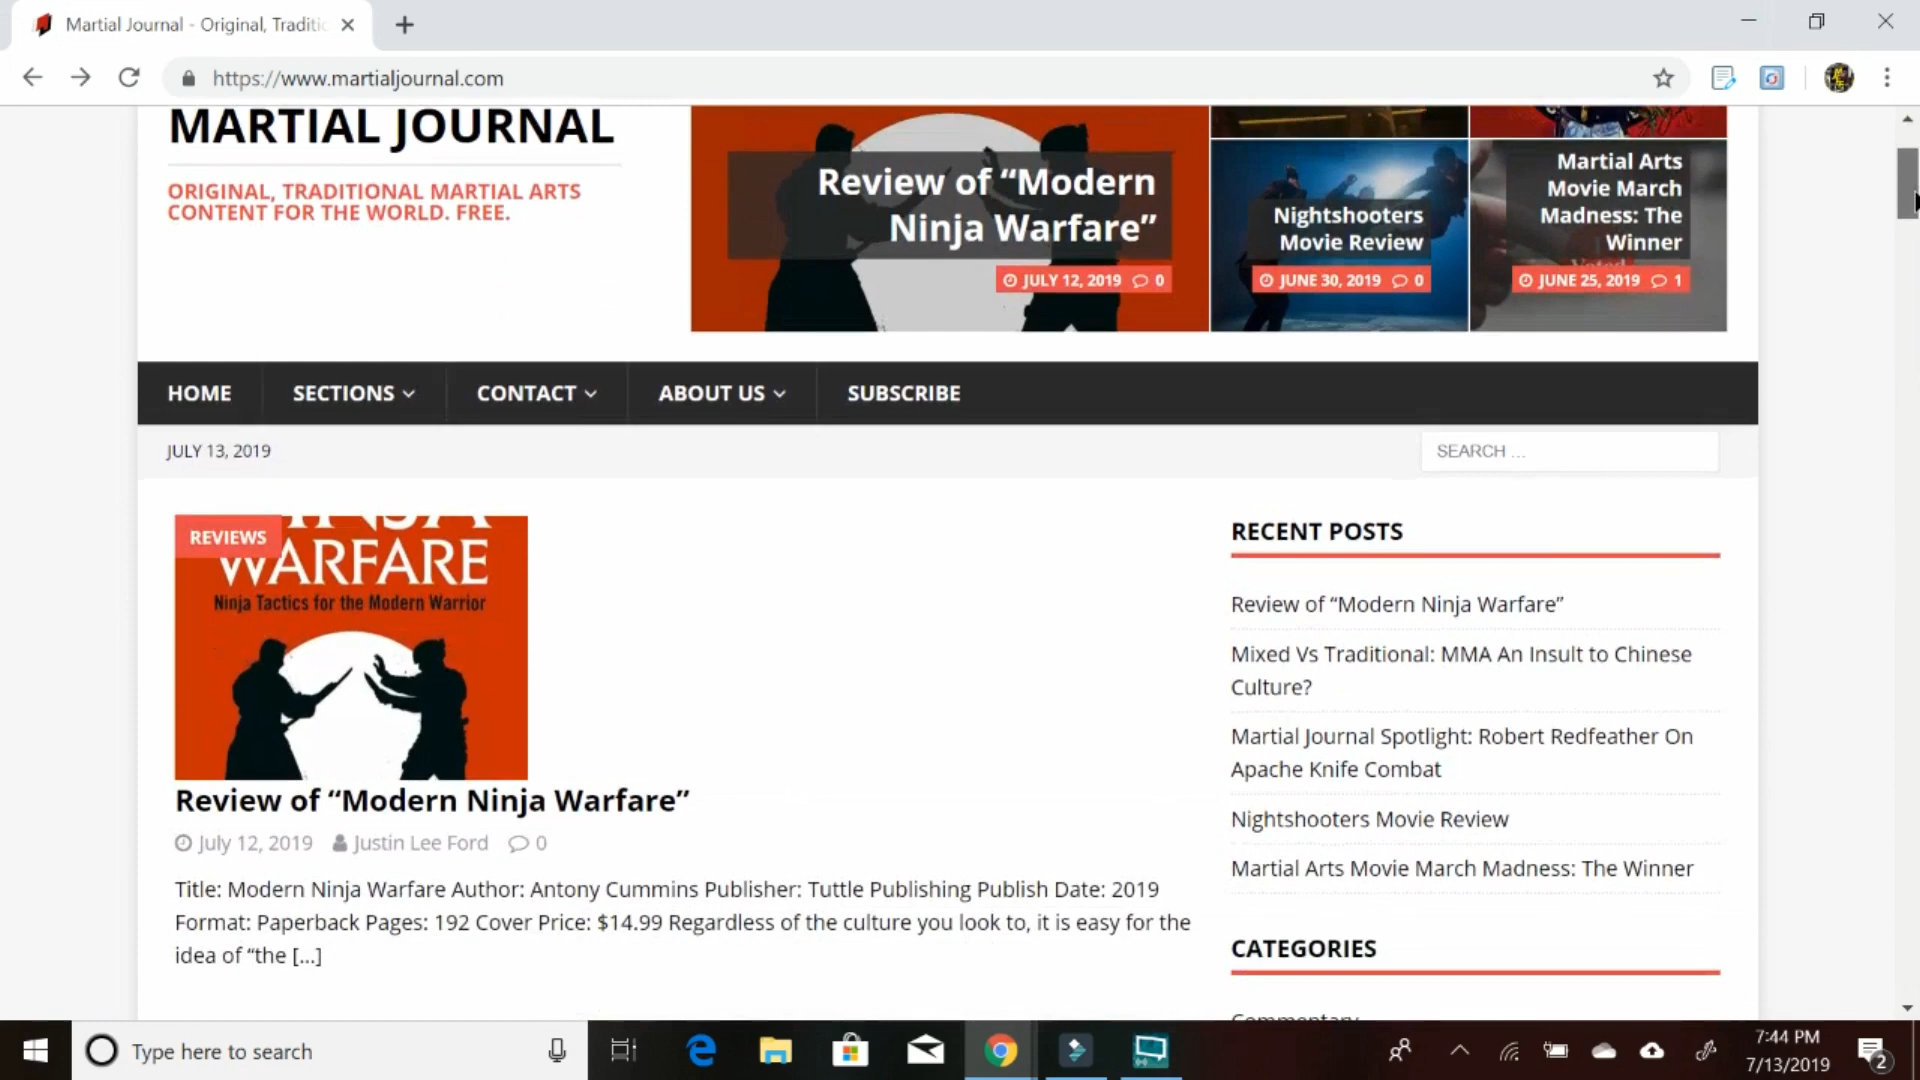 Martial Journal - Original, Traditio
https://www.martialjournal.com
MARTIAL JOURNAL
ORIGINAL, TRADITIONAL MARTIAL ARTS
CONTENT FOR THE WORLD. FREE.
Review of “Modern
Ninja Warfare”
JULY 12, 2019 0
Nightshooters
Movie Review
JUNE 30, 2019 0
Martial Arts
Movie March
Madness: The
Winner
JUNE 25, 2019 1
HOME SECTIONS CONTACT ABOUT US SUBSCRIBE
JULY 13, 2019
SEARCH ...
REVIEWS
WARFARE
Ninja Tactics for the Modern Warrior
Review of “Modern Ninja Warfare”
July 12, 2019 Justin Lee Ford 0
Title: Modern Ninja Warfare Author: Antony Cummins Publisher: Tuttle Publishing Publish Date: 2019
Format: Paperback Pages: 192 Cover Price: $14.99 Regardless of the culture you look to, it is easy for the
idea of “the [...]
RECENT POSTS
Review of “Modern Ninja Warfare”
Mixed Vs Traditional: MMA An Insult to Chinese
Culture?
Martial Journal Spotlight: Robert Redfeather On
Apache Knife Combat
Nightshooters Movie Review
Martial Arts Movie March Madness: The Winner
CATEGORIES
Commentary
Type here to search
7:44 PM
7/13/2019
2